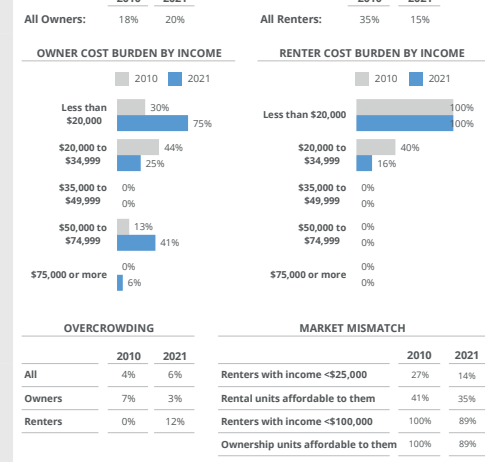 2010 2021 2010 2021
All Owners: 18% 20% All Renters: 35% 15%
OWNER COST BURDEN BY INCOME
2010 2021
Less than $20,000 30% 75%
$20,000 to $34,999 44% 25%
$35,000 to $49,999 0% 0%
$50,000 to $74,999 13% 41%
$75,000 or more 0% 6%
RENTER COST BURDEN BY INCOME
2010 2021
Less than $20,000 100% 100%
$20,000 to $34,999 40% 16%
$35,000 to $49,999 0% 0%
$50,000 to $74,999 0% 0%
$75,000 or more 0% 0%
OVERCROWDING
2010 2021
All 4% 6%
Owners 7% 3%
Renters 0% 12%
MARKET MISMATCH
2010 2021
Renters with income <$25,000 27% 14%
Rental units affordable to them 41% 35%
Renters with income <$100,000 100% 89%
Ownership units affordable to them 100% 89%